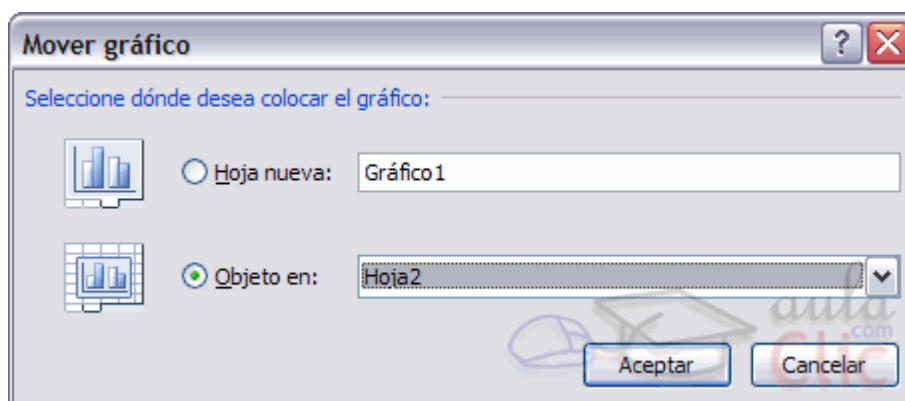 Mover gráfico
Seleccione dónde desea colocar el gráfico:
Hoja nueva: Gráfico1
Objeto en: Hoja2
aula
.com
Clic
Aceptar Cancelar